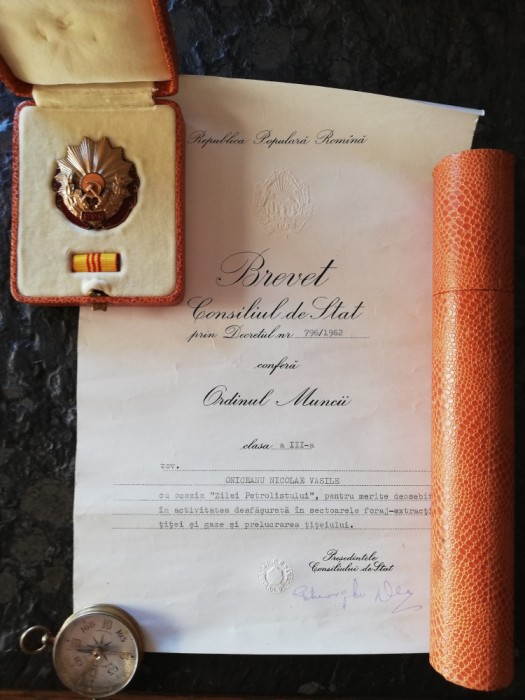 Republica Populară Romînă
Brevet
Consiliul de Stat
prin Decretul nr. 796/1962
conferă
Ordinul Muncii
clasa a III-a
tov.
ONICEANU NICOLAE VASILE
cu ocazia "Zilei Petrolistului", pentru merite deosebit
în activitatea desfăşurată în sectoarele foraj-extracţi
ţiţei şi gaze şi prelucrarea ţiţeiului.
Preşedintele
Consiliului de Stat